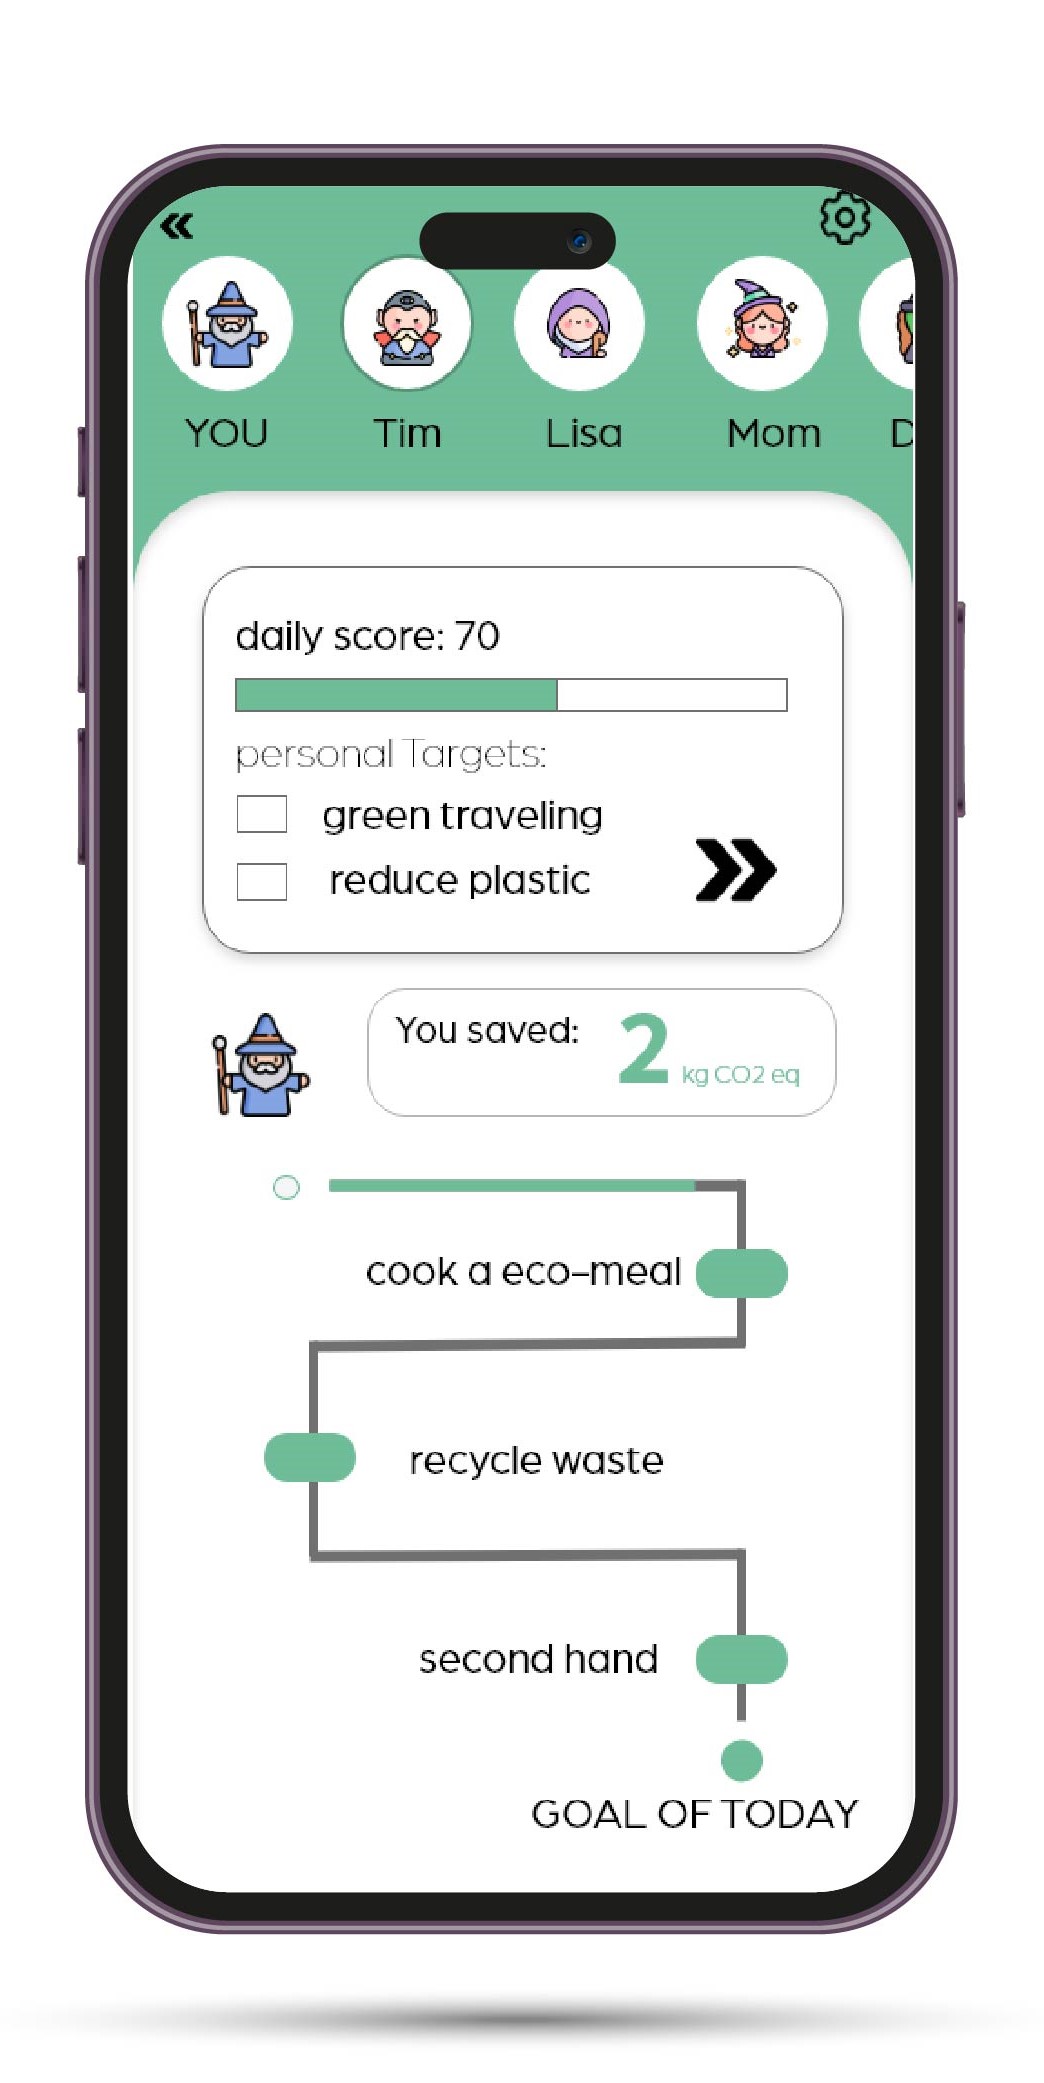 YOU
Tim
Lisa
Mom
D
daily score: 70
personal Targets:
green traveling
reduce plastic
You saved: 2 kg CO2 eq
cook a eco-meal
recycle waste
second hand
GOAL OF TODAY